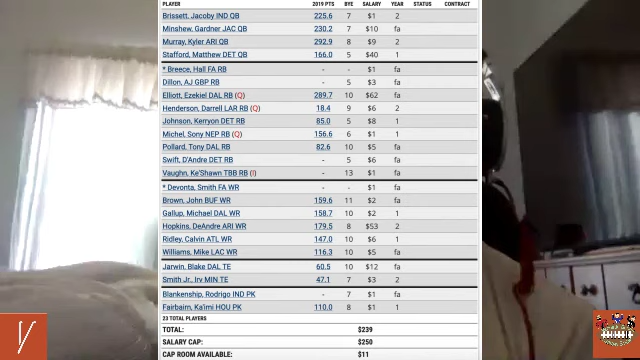 PLAYER 2019 PTS BYE SALARY YEAR STATUS CONTRACT
Brissett, Jacoby IND QB 225.6 7 $1 2
Minshew, Gardner JAC QB 230.2 7 $10 fa
Murray, Kyler ARI QB 292.9 8 $9 2
Stafford, Matthew DET QB 166.0 5 $40 1
* Breece, Hall FA RB - - $1 fa
Dillon, AJ GBP RB - 5 $3 fa
Elliott, Ezekiel DAL RB (Q) 289.7 10 $62 fa
Henderson, Darrell LAR RB (Q) 18.4 9 $6 2
Johnson, Kerryon DET RB 85.0 5 $8 1
Michel, Sony NEP RB (Q) 156.6 6 $1 1
Pollard, Tony DAL RB 82.6 10 $5 fa
Swift, D'Andre DET RB - 5 $6 fa
Vaughn, Ke'Shawn TBB RB (I) - 13 $1 fa
* Devonta, Smith FA WR - - $1 fa
Brown, John BUF WR 159.6 11 $2 fa
Gallup, Michael DAL WR 158.7 10 $2 1
Hopkins, DeAndre ARI WR 179.5 8 $53 2
Ridley, Calvin ATL WR 147.0 10 $6 1
Williams, Mike LAC WR 116.3 10 $5 fa
Jarwin, Blake DAL TE 60.5 10 $12 fa
Smith Jr., Irv MIN TE 47.1 7 $3 2
Blankenship, Rodrigo IND PK - 7 $1 fa
Fairbairn, Ka'imi HOU PK 110.0 8 $1 1
23 TOTAL PLAYERS
TOTAL: $239
SALARY CAP: $250
CAP ROOM AVAILABLE: $11